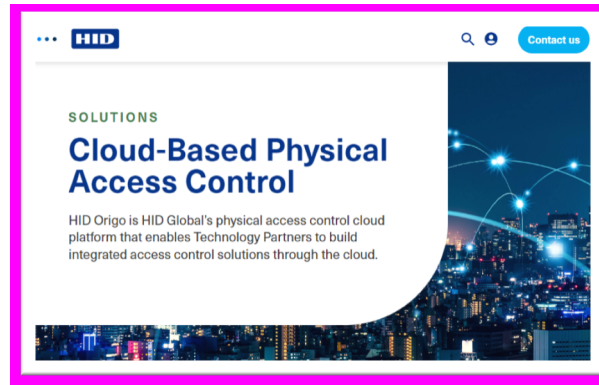 HID
Contact us
SOLUTIONS
Cloud-Based Physical
Access Control
HID Origo is HID Global's physical access control cloud
platform that enables Technology Partners to build
integrated access control solutions through the cloud.